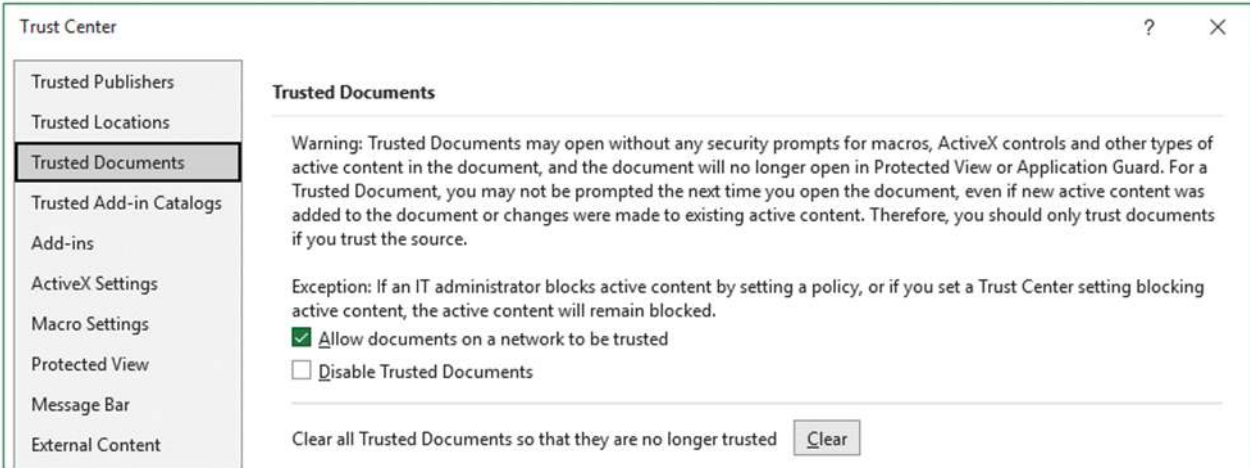 Trust Center
?
Trusted Publishers
Trusted Locations
Trusted Documents
Trusted Add-in Catalogs
Add-ins
ActiveX Settings
Macro Settings
Protected View
Message Bar
External Content
Trusted Documents
Warning: Trusted Documents may open without any security prompts for macros, ActiveX controls and other types of
active content in the document, and the document will no longer open in Protected View or Application Guard. For a
Trusted Document, you may not be prompted the next time you open the document, even if new active content was
added to the document or changes were made to existing active content. Therefore, you should only trust documents
if you trust the source.
Exception: If an IT administrator blocks active content by setting a policy, or if you set a Trust Center setting blocking
active content, the active content will remain blocked.
Allow documents on a network to be trusted
Disable Trusted Documents
Clear all Trusted Documents so that they are no longer trusted Clear